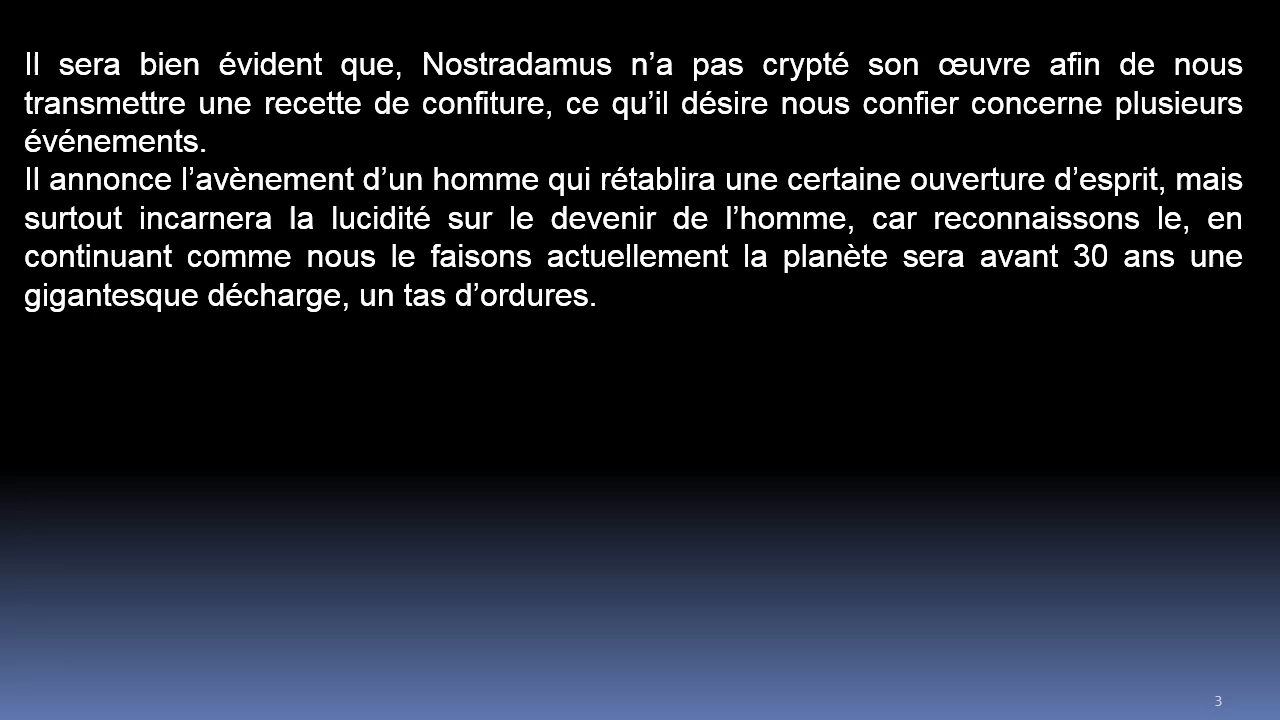 Il sera bien évident que, Nostradamus n’a pas crypté son œuvre afin de nous
transmettre une recette de confiture, ce qu’il désire nous confier concerne plusieurs
événements.
Il annonce l’avènement d’un homme qui rétablira une certaine ouverture d’esprit, mais
surtout incarnera la lucidité sur le devenir de l’homme, car reconnaissons le, en
continuant comme nous le faisons actuellement la planète sera avant 30 ans une
gigantesque décharge, un tas d’ordures.
3